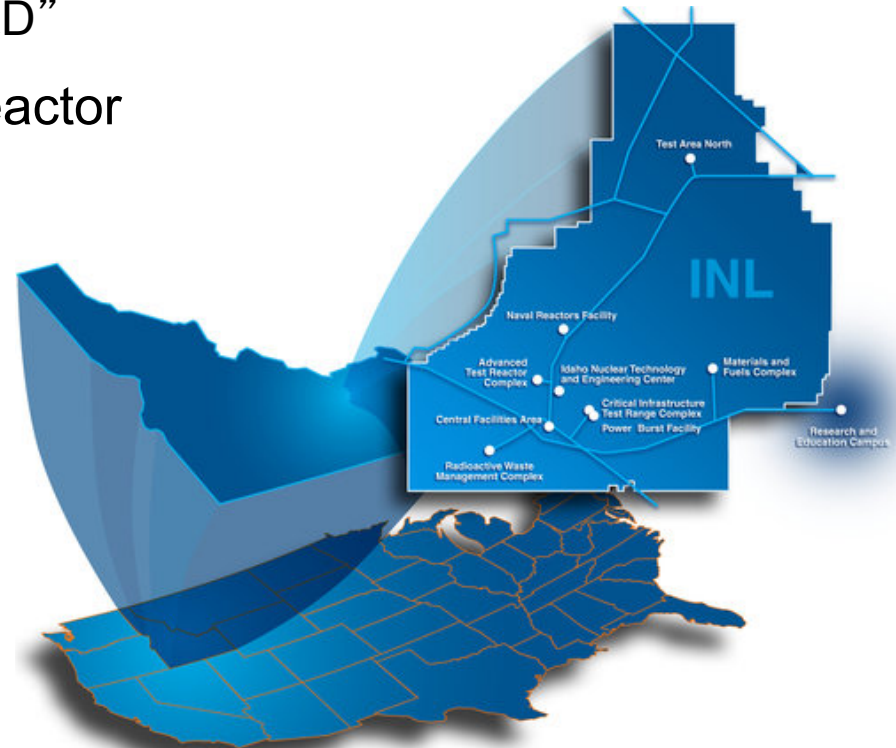 D”
eactor
Test Area North
INL
Naval Reactors Facility
Advanced
Test Reactor
Complex
Idaho Nuclear Technology
and Engineering Center
Materials and
Fuels Complex
Critical Infrastructure
Test Range Complex
Central Facilities Area
Power Burst Facility
Research and
Education Campus
Radioactive Waste
Management Complex